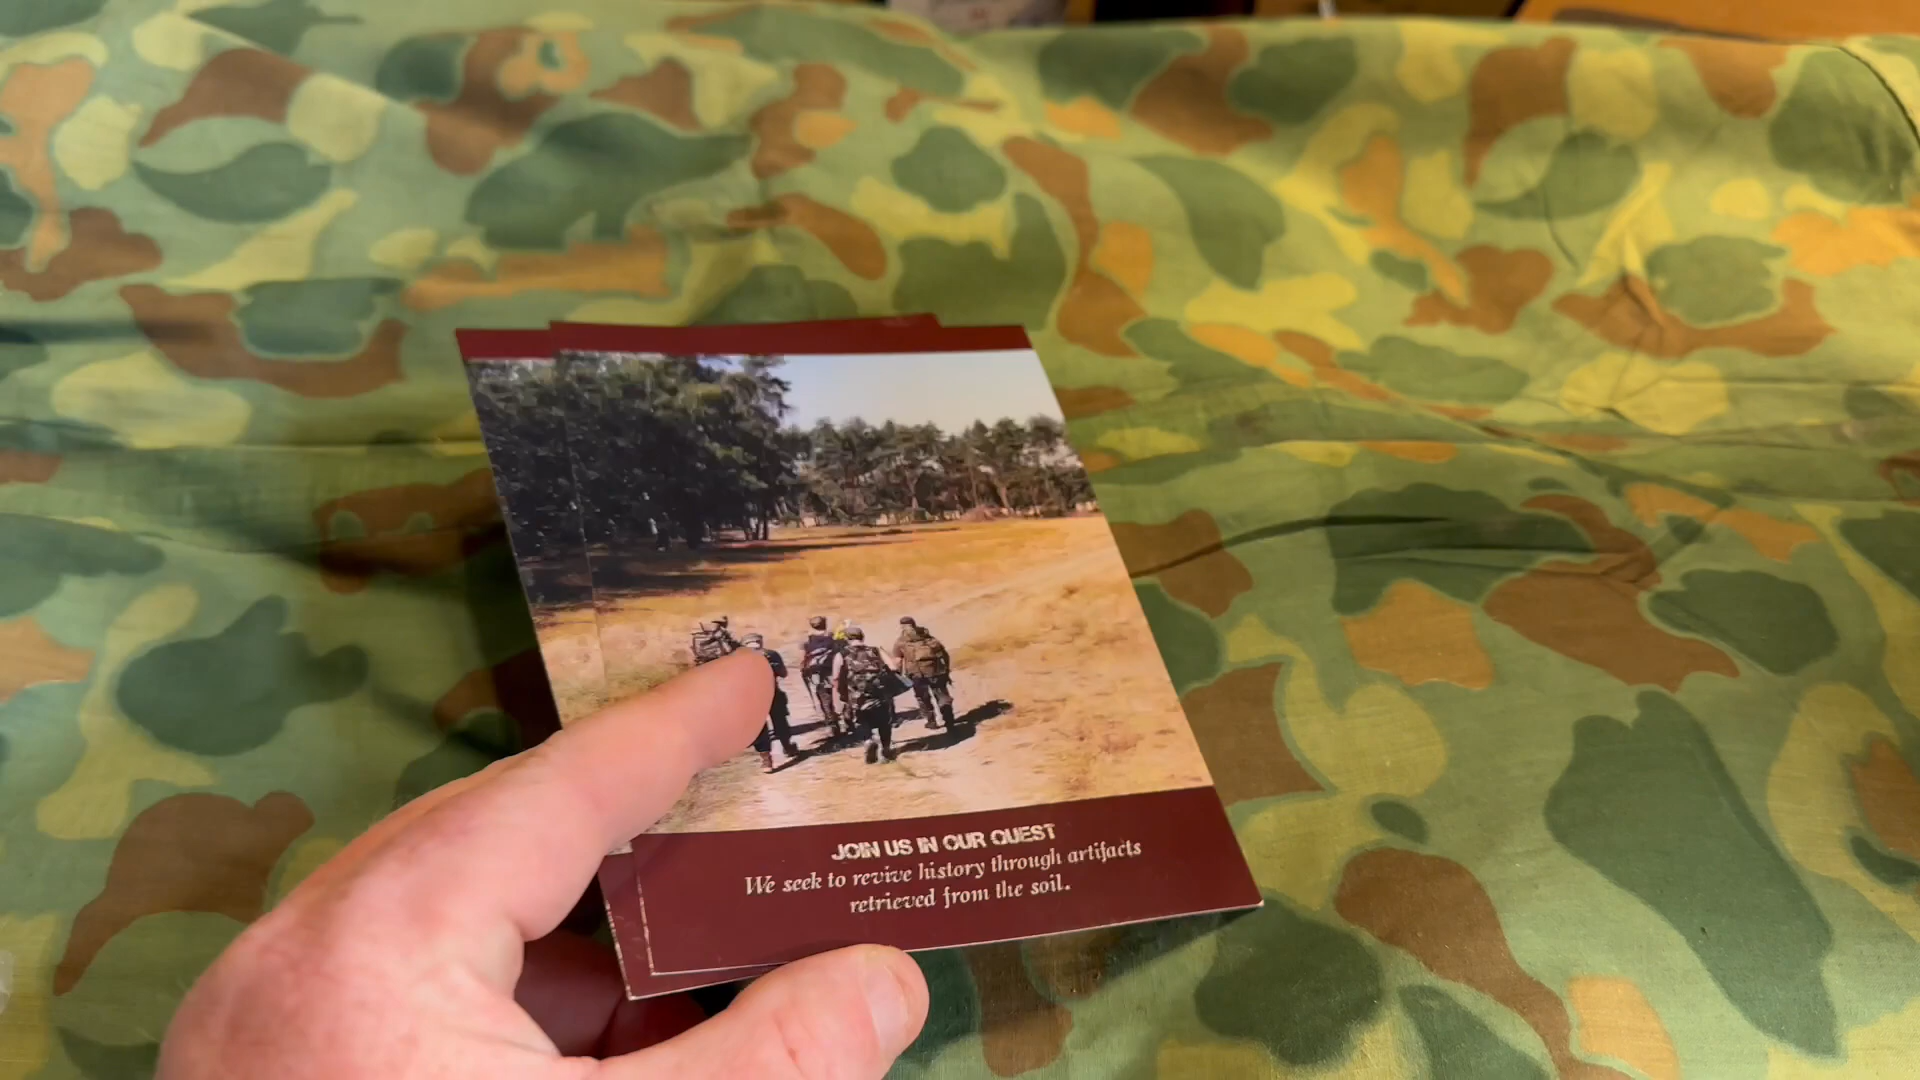 JOIN US IN OUR QUEST
We seek to revive history through artifacts
retrieved from the soil.